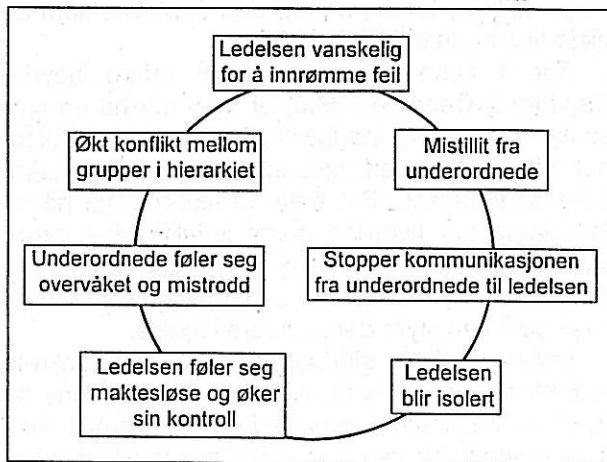 Ledelsen vanskelig
for å innrømme feil
Mistillit fra
underordnede
Stopper kommunikasjonen
fra underordnede til ledelsen
Ledelsen
blir isolert
Ledelsen føler seg
maktesløse og øker
sin kontroll
Underordnede føler seg
overvåket og mistrodd
Økt konflikt mellom
grupper i hierarkiet